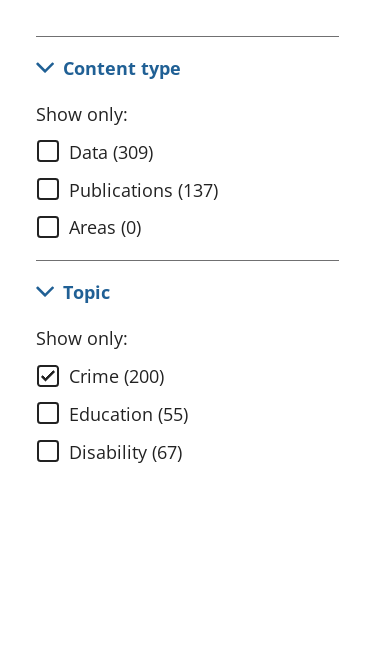 Content type
Show only:
Data (309)
Publications (137)
Areas (0)
Topic
Show only:
Crime (200)
Education (55)
Disability (67)